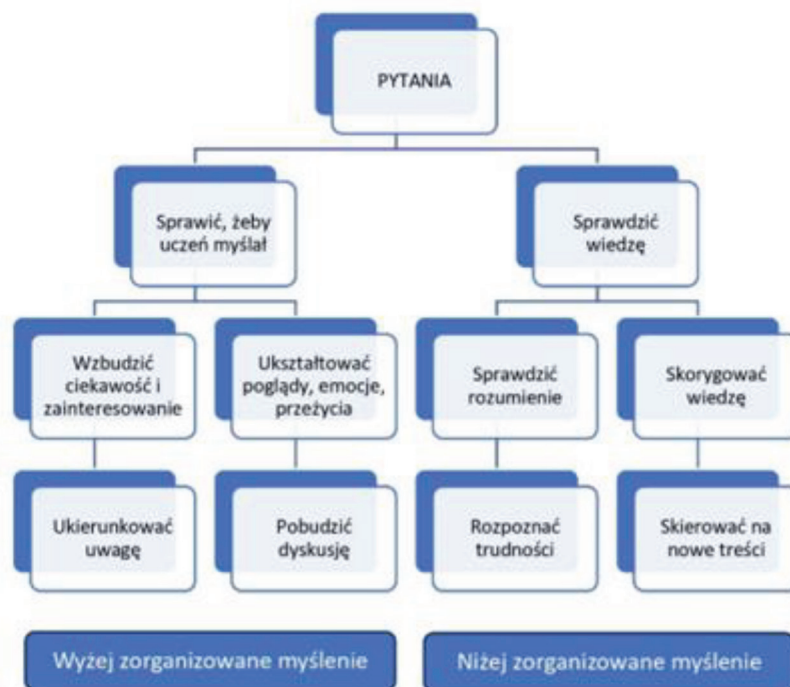 PYTANIA
Sprawić, żeby
uczeń myślał
Sprawdzić
wiedzę
Wzbudzić
ciekawość i
zainteresowanie
Ukształtować
poglądy, emocje,
przeżycia
Sprawdzić
rozumienie
Skorygować
wiedzę
Ukierunkować
uwagę
Pobudzić
dyskusję
Rozpoznać
trudności
Skierować na
nowe treści
Wyżej zorganizowane myślenie
Niżej zorganizowane myślenie